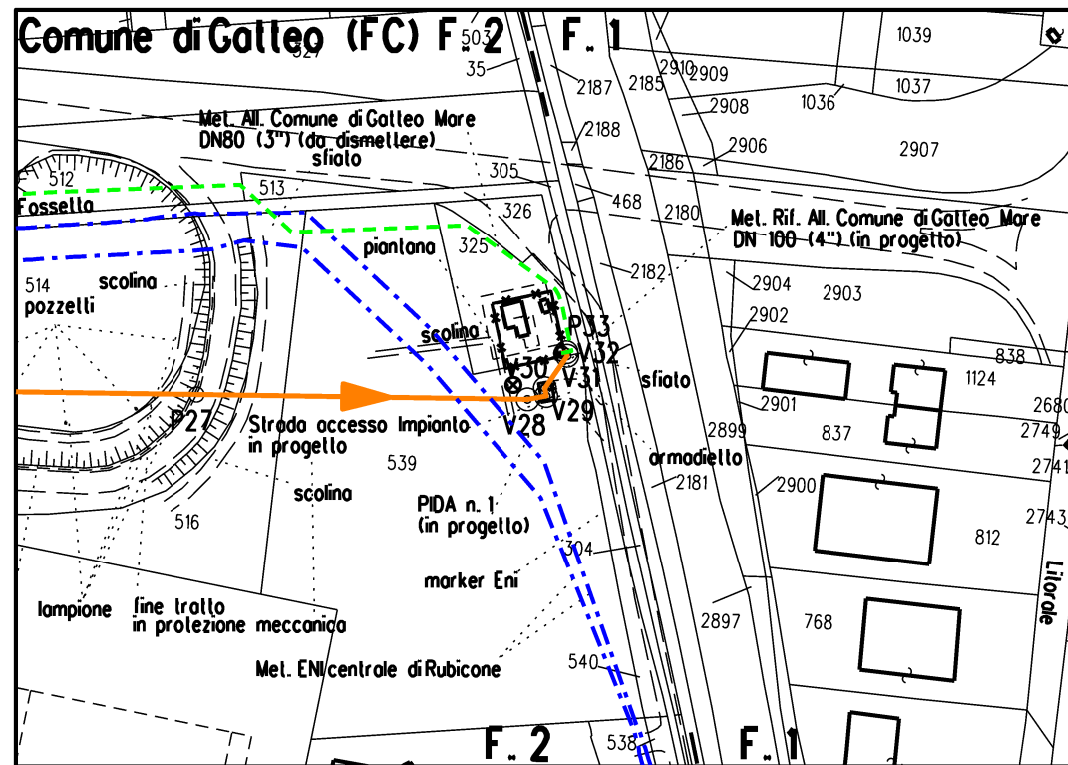 Comune di Gatteo (FC) F. 2
F. 1
503
527
35
1039
1037
1036
2910
2909
2187
2185
2908
2906
2907
Met. All. Comune di Gatteo Mare
DN80 (3") (da dismettere)
sfiato
2188
2186
305
512
513
468
2180
Fossetta
326
325
piantana
Met. Rif. All. Comune di Gatteo Mare
DN 100 (4") (in progetto)
2182
514
scolina
pozzetti
2904
2903
2902
scolina
P33
V32
V30
V31
V29
V28
sfiato
838
1124
P27
Strada accesso Impianto
in progetto
2901
2680
2899
837
2749
2741
539
armadietto
scolina
2181
2900
516
PIDA n. 1
(in progetto)
2743
812
304
marker Eni
Litorale
lampione
fine tratto
in protezione meccanica
2897
768
Met. ENI centrale di Rubicone
540
538
F. 2
F. 1